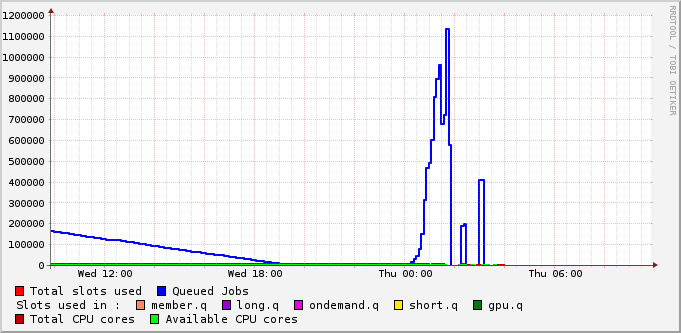 1200000
1100000
1000000
900000
800000
700000
600000
500000
400000
300000
200000
100000
0
Wed 12:00 Wed 18:00 Thu 00:00 Thu 06:00
RRDTOOL / TOBI OETIKER
Total slots used Queued Jobs
Slots used in : member.q long.q ondemand.q short.q gpu.q
Total CPU cores Available CPU cores